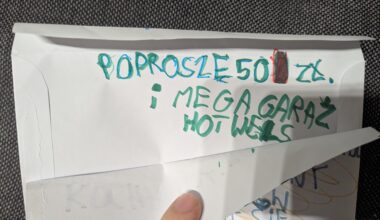 POPROSZE 50 ZŁ.
i MEGA GARAŻ
HOT WELS